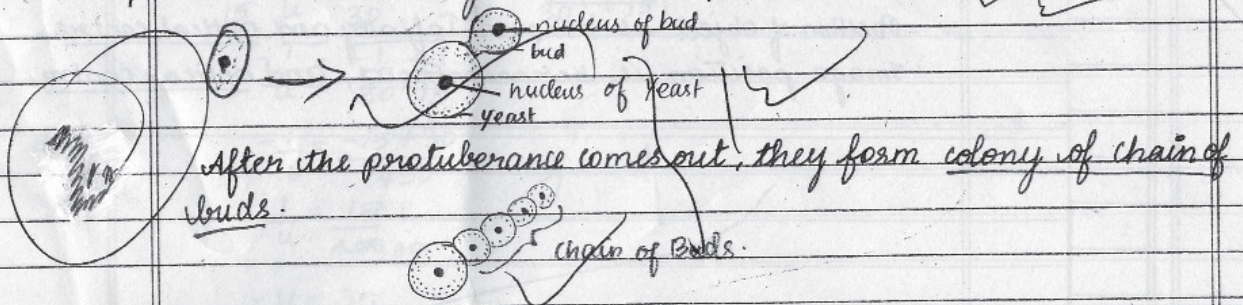 nucleus of bud
bud
nucleus of Yeast
yeast
After the protuberance comes out, they form colony of chain of
buds.
Chain of Buds.